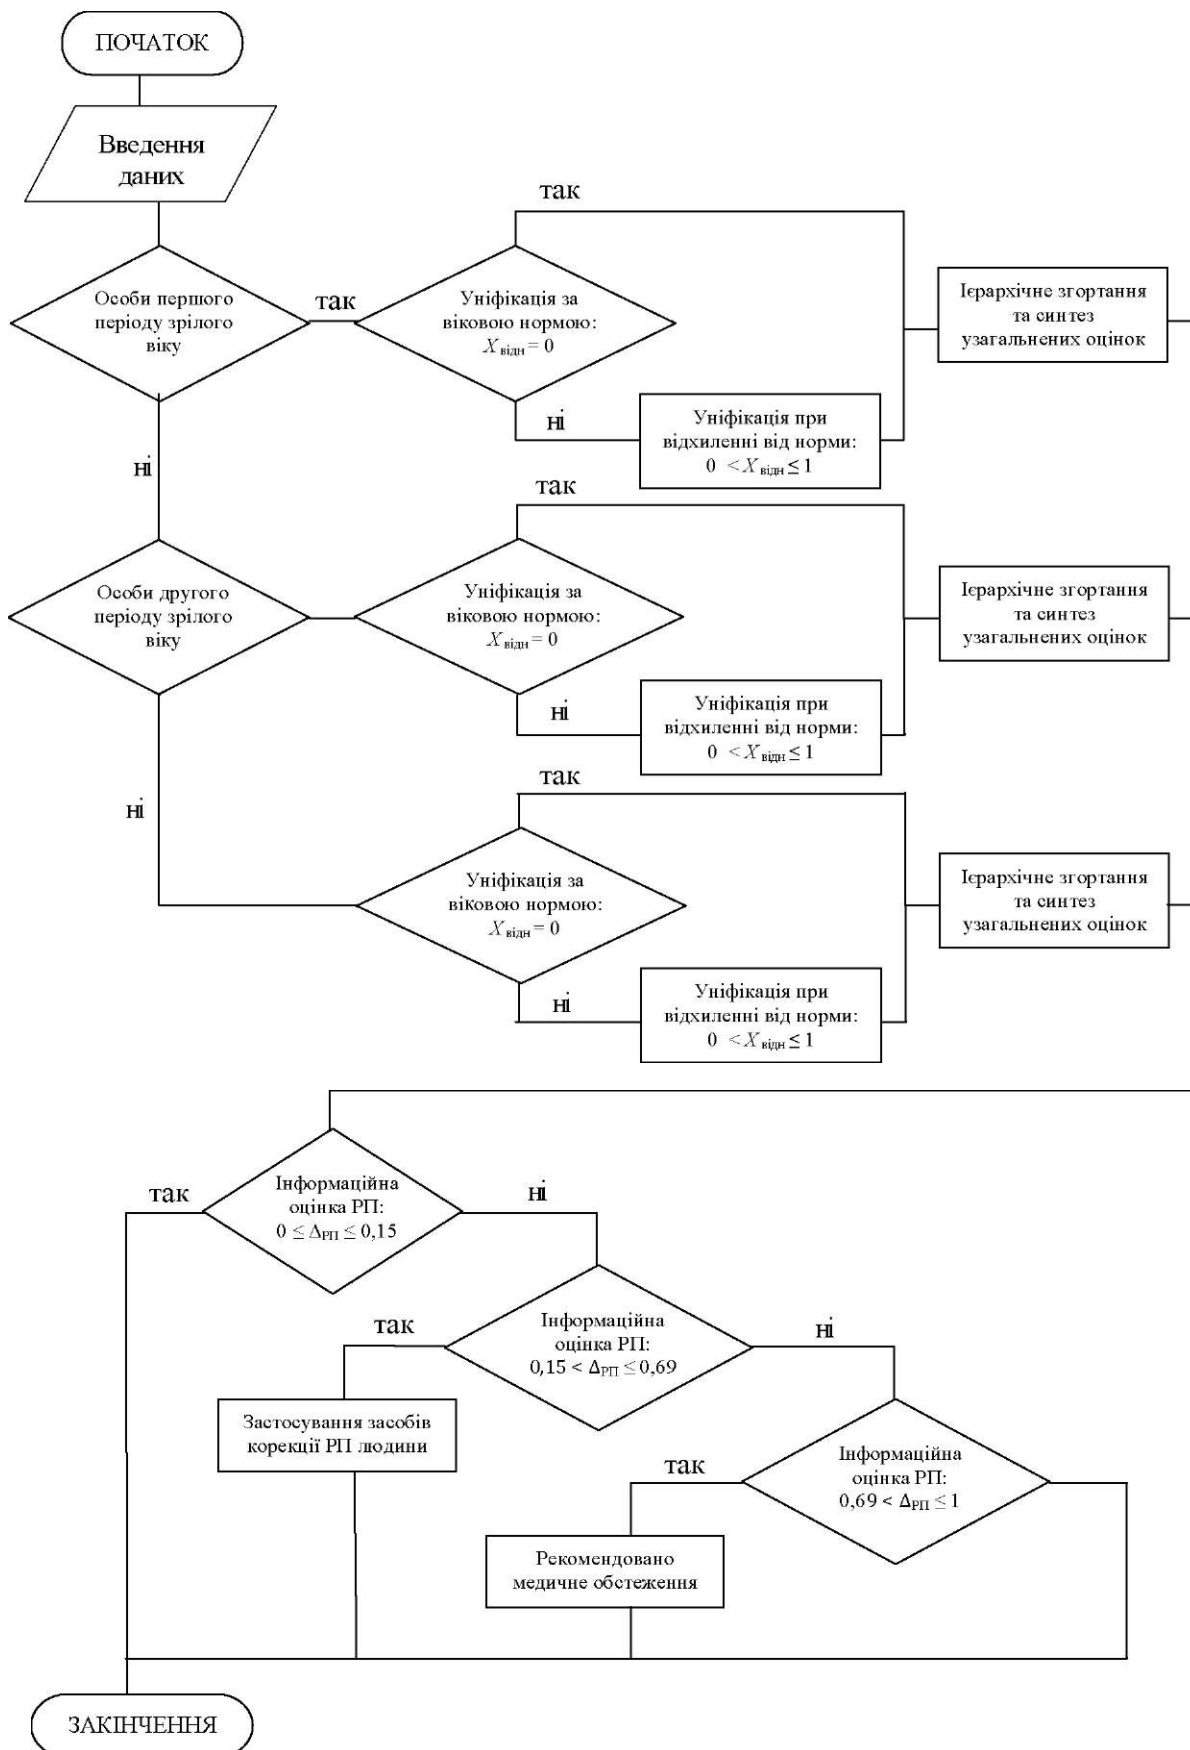 ПОЧАТОК
Введення
даних
так
Особи першого
періоду зрілого
віку
так
Уніфікація за
віковою нормою:
X відн = 0
Ієрархічне згортання
та синтез
узагальнених оцінок
ні
Уніфікація при
відхиленні від норми:
0 < X відн ≤ 1
ні
так
Особи другого
періоду зрілого
віку
Уніфікація за
віковою нормою:
X відн = 0
Ієрархічне згортання
та синтез
узагальнених оцінок
ні
Уніфікація при
відхиленні від норми:
0 < X відн ≤ 1
так
ні
Уніфікація за
віковою нормою:
X відн = 0
Ієрархічне згортання
та синтез
узагальнених оцінок
ні
Уніфікація при
відхиленні від норми:
0 < X відн ≤ 1
так
Інформаційна
оцінка РП:
0 ≤ ΔРП ≤ 0,15
ні
так
Інформаційна
оцінка РП:
0,15 < ΔРП ≤ 0,69
ні
Застосування засобів
корекції РП людини
так
Інформаційна
оцінка РП:
0,69 < ΔРП ≤ 1
Рекомендовано
медичне обстеження
ЗАКІНЧЕННЯ